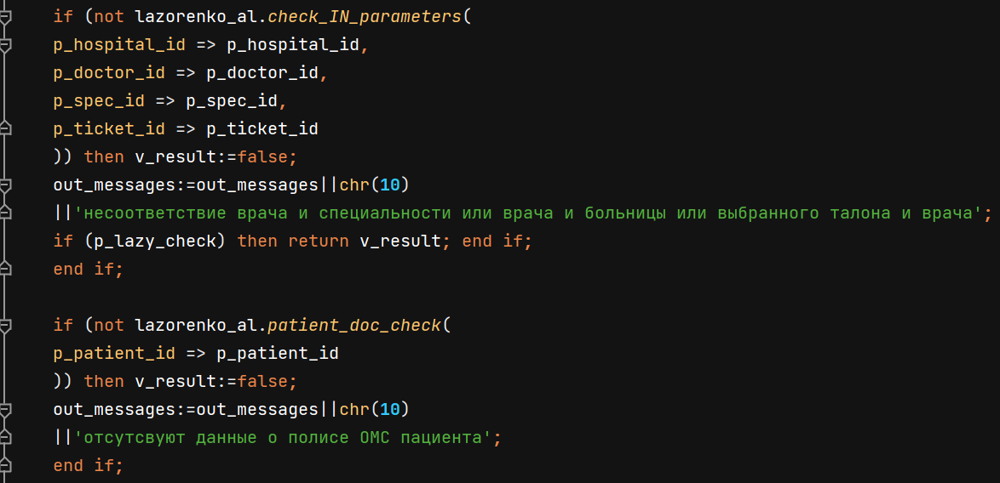 if (not lazorenko_al.check_IN_parameters(
p_hospital_id => p_hospital_id,
p_doctor_id => p_doctor_id,
p_spec_id => p_spec_id,
p_ticket_id => p_ticket_id
)) then v_result:=false;
out_messages:=out_messages||chr(10)
||'несоответствие врача и специальности или врача и больницы или выбранного талона и врача';
if (p_lazy_check) then return v_result; end if;
end if;
if (not lazorenko_al.patient_doc_check(
p_patient_id => p_patient_id
)) then v_result:=false;
out_messages:=out_messages||chr(10)
||'отсутсвуют данные о полисе ОМС пациента';
end if;